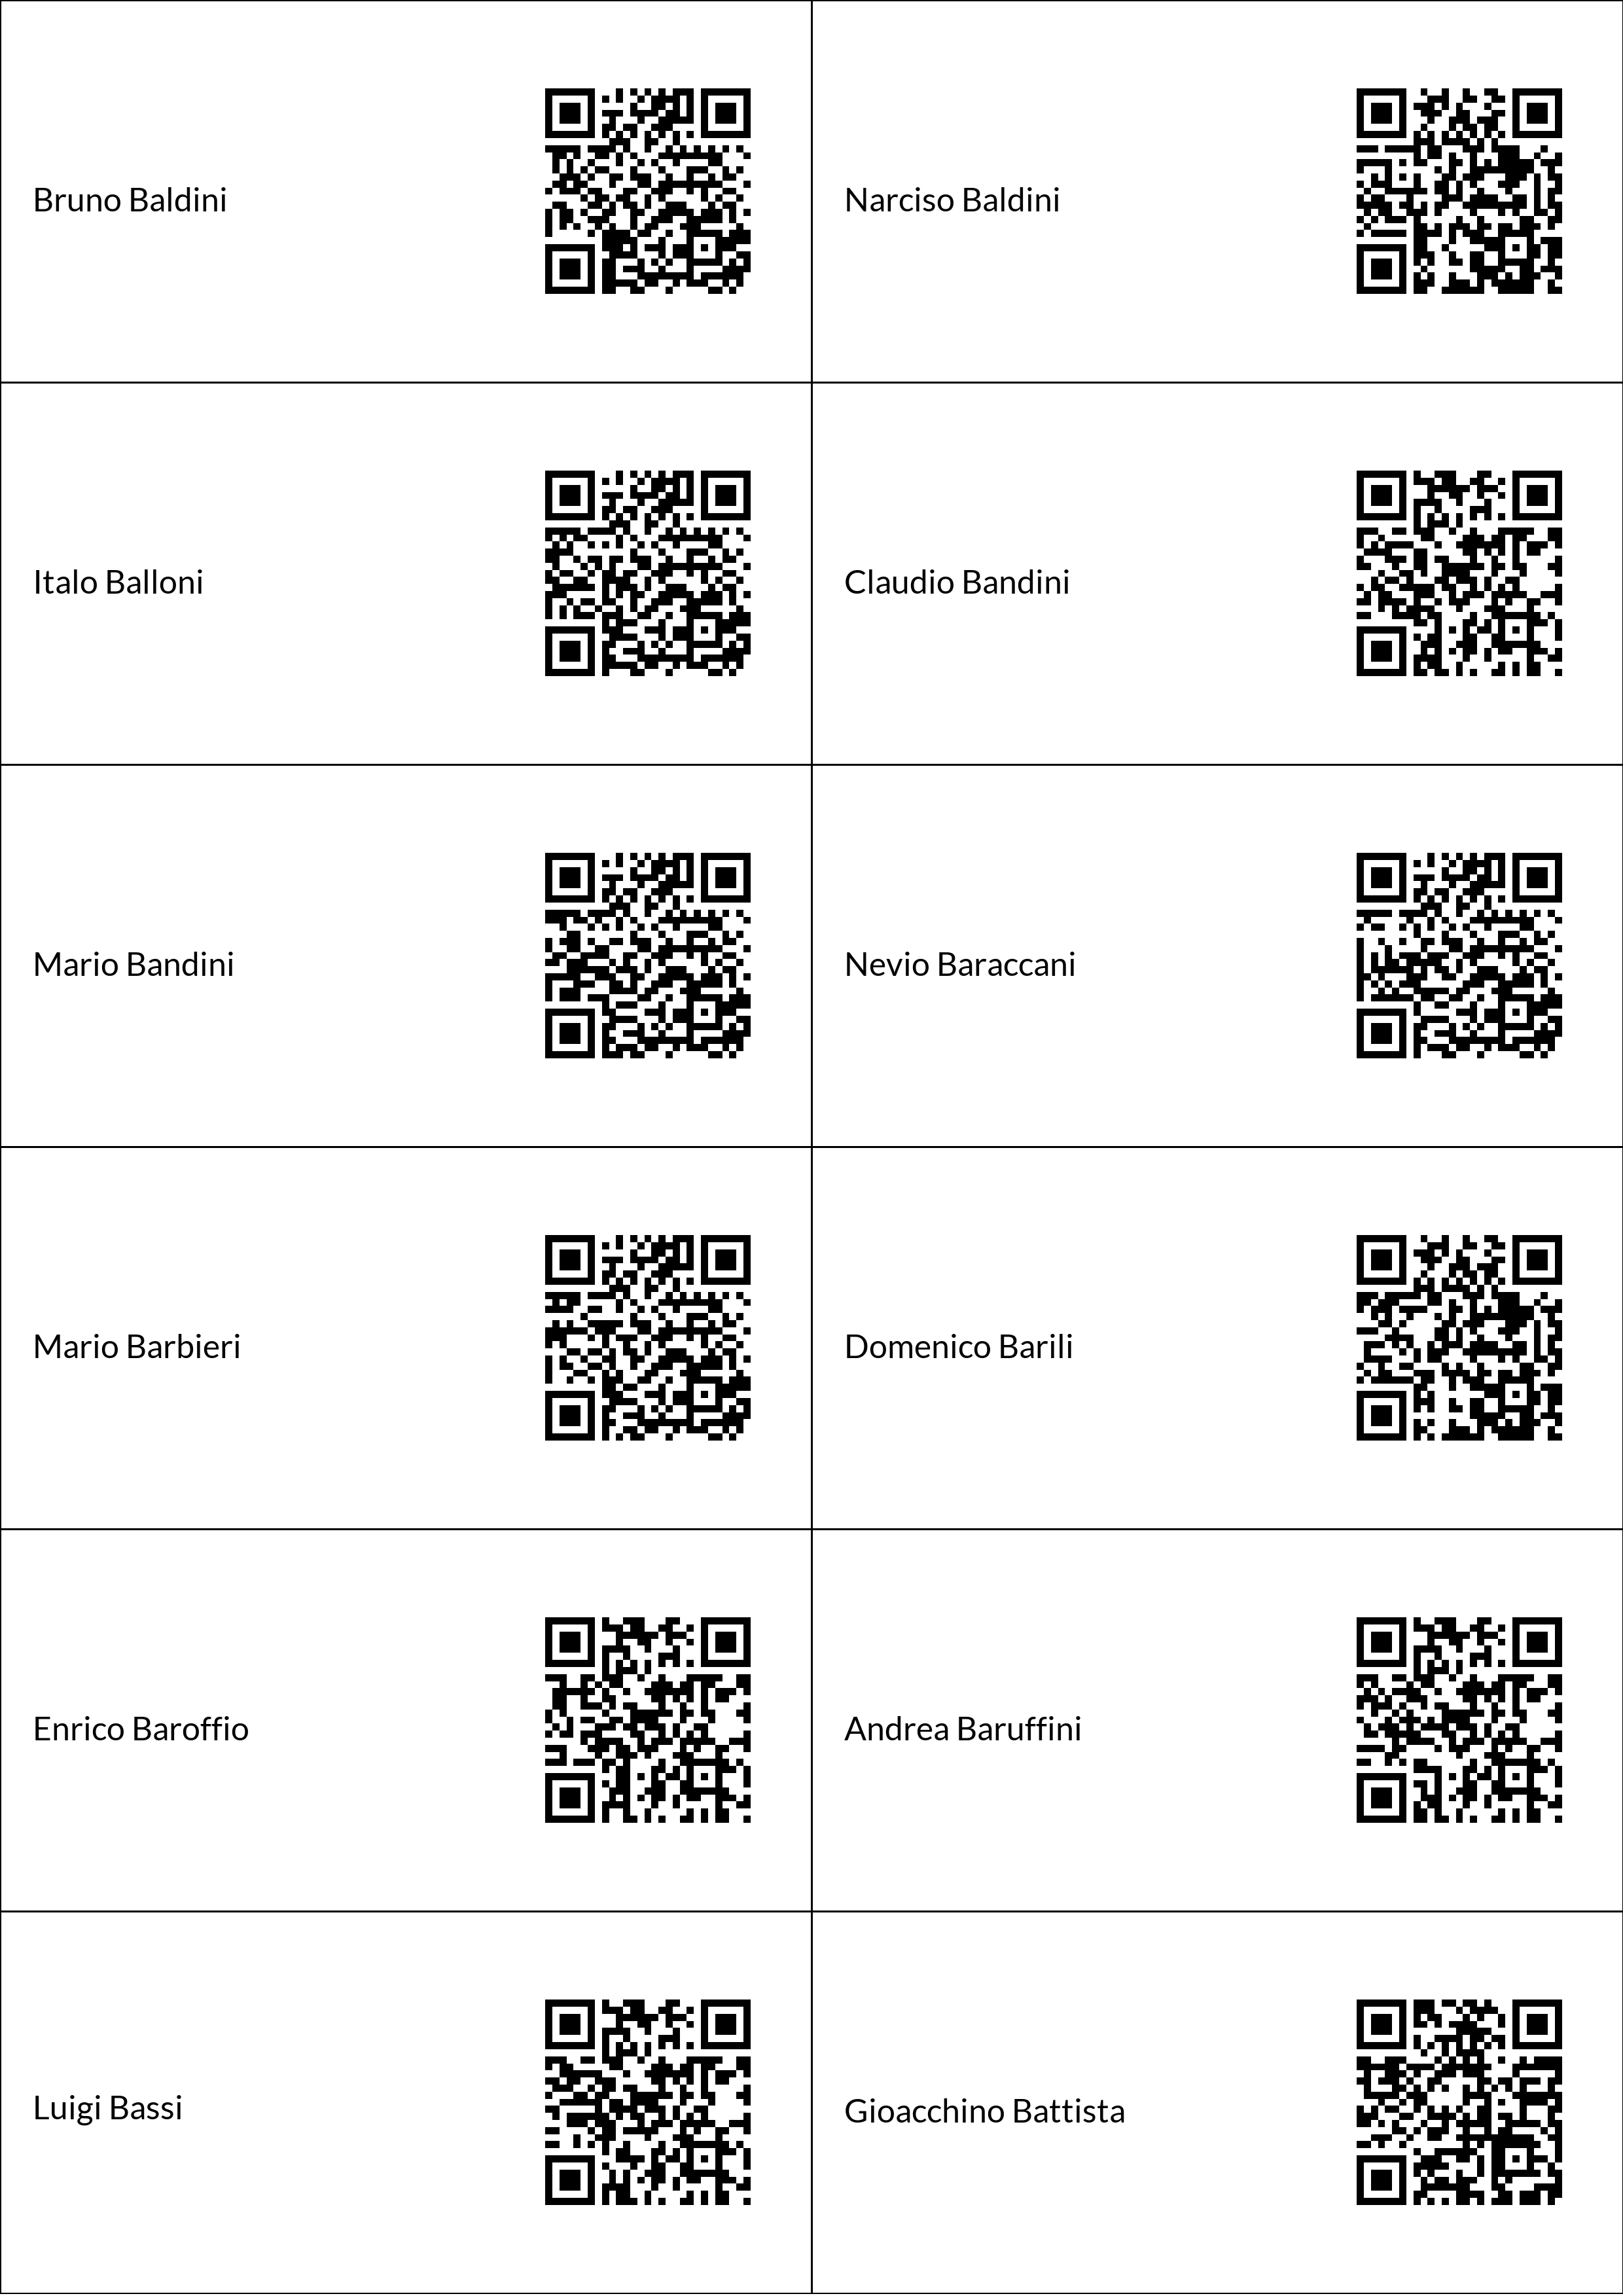 Bruno Baldini
Narciso Baldini
Italo Balloni
Claudio Bandini
Mario Bandini
Nevio Baraccani
Mario Barbieri
Domenico Barili
Enrico Baroffio
Andrea Baruffini
Luigi Bassi
Gioacchino Battista